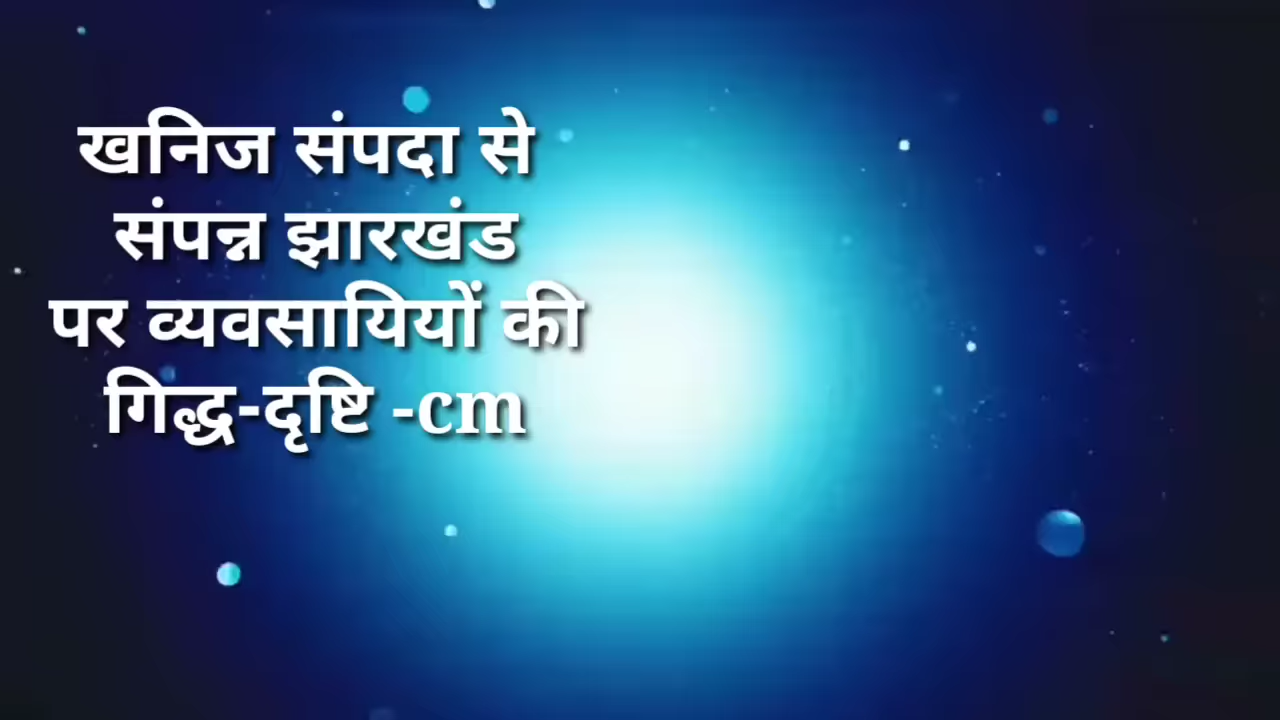 खनिज संपदा से
संपन्न झारखंड
पर व्यवसायियों की
गिद्ध-दृष्टि -cm